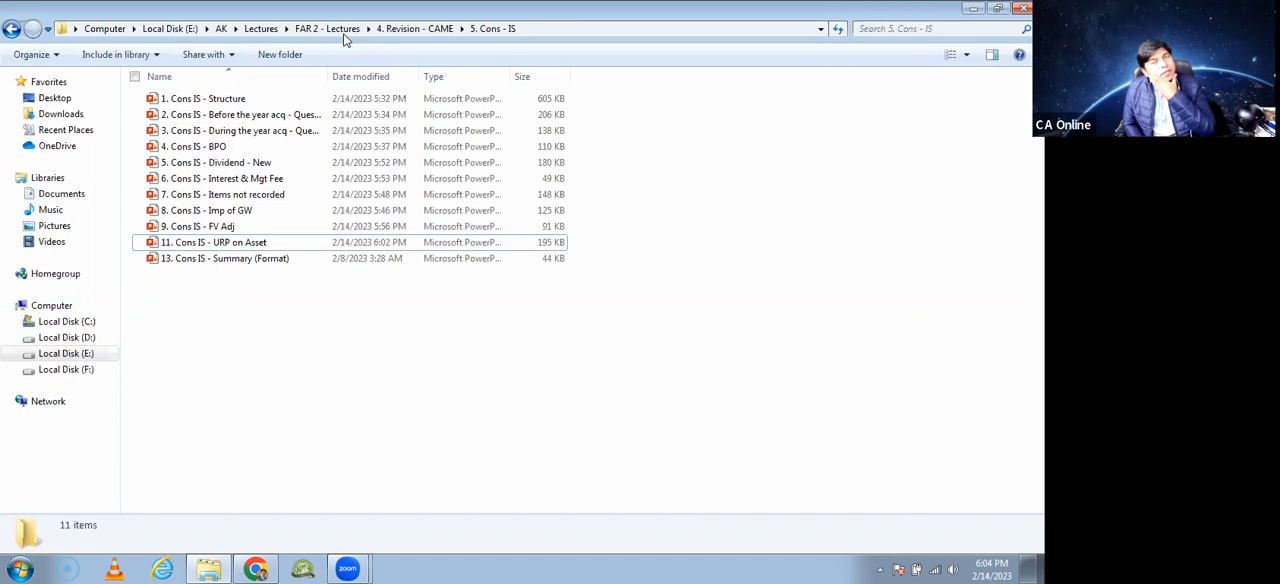 Computer
Local Disk (E:)
AK
Lectures
FAR 2 - Lectures
4. Revision - CAME
5. Cons - IS
Search 5. Cons - IS
Organize
Include in library
Share with
New folder
Favorites
Desktop
Downloads
Recent Places
OneDrive
Libraries
Documents
Music
Pictures
Videos
Homegroup
Computer
Local Disk (C:)
Local Disk (D:)
Local Disk (E:)
Local Disk (F:)
Network
Name Date modified Type Size
1. Cons IS - Structure 2/14/2023 5:32 PM Microsoft PowerP... 605 KB
2. Cons IS - Before the year acq - Ques... 2/14/2023 5:34 PM Microsoft PowerP... 206 KB
3. Cons IS - During the year acq - Que... 2/14/2023 5:35 PM Microsoft PowerP... 138 KB
4. Cons IS - BPO 2/14/2023 5:37 PM Microsoft PowerP... 110 KB
5. Cons IS - Dividend - New 2/14/2023 5:52 PM Microsoft PowerP... 180 KB
6. Cons IS - Interest & Mgt Fee 2/14/2023 5:53 PM Microsoft PowerP... 49 KB
7. Cons IS - Items not recorded 2/14/2023 5:48 PM Microsoft PowerP... 148 KB
8. Cons IS - Imp of GW 2/14/2023 5:46 PM Microsoft PowerP... 125 KB
9. Cons IS - FV Adj 2/14/2023 5:56 PM Microsoft PowerP... 91 KB
11. Cons IS - URP on Asset 2/14/2023 6:02 PM Microsoft PowerP... 195 KB
13. Cons IS - Summary (Format) 2/8/2023 3:28 AM Microsoft PowerP... 44 KB
CA Online
11 items
zoom
6:04 PM
2/14/2023